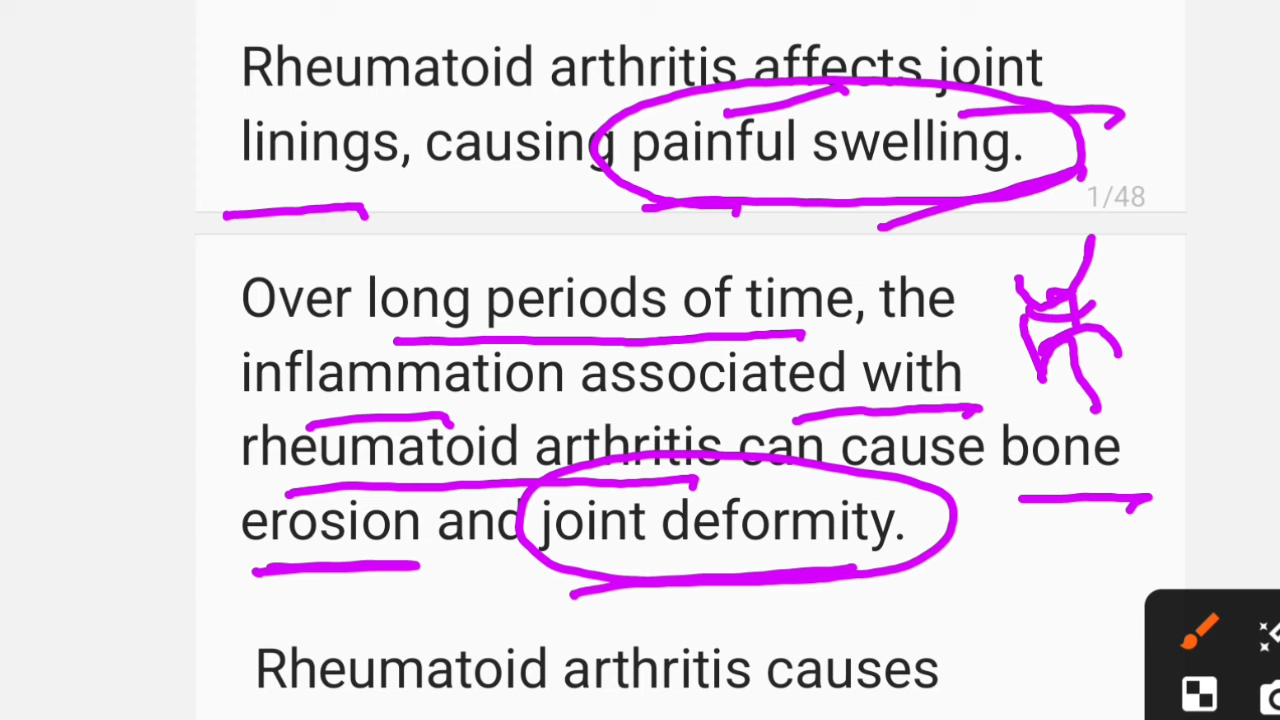 Rheumatoid arthritis affects joint
linings, causing painful swelling.
1/48
Over long periods of time, the
inflammation associated with
rheumatoid arthritis can cause bone
erosion and joint deformity.
Rheumatoid arthritis causes